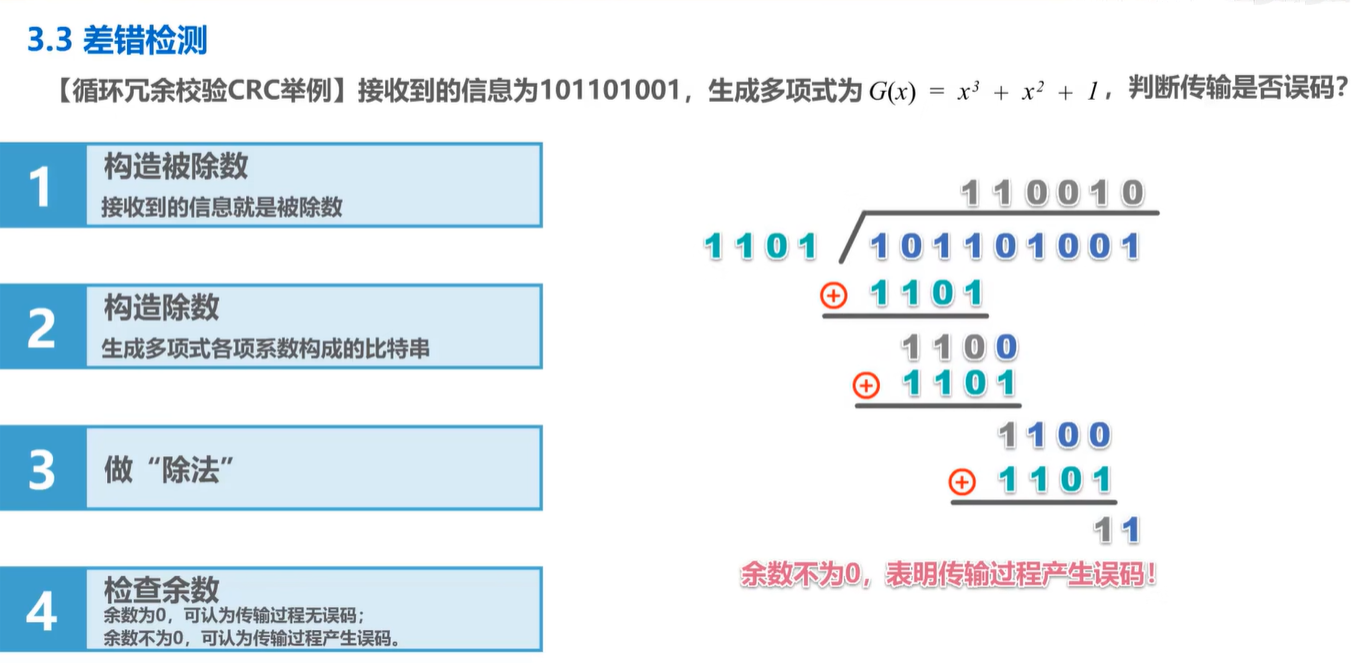 3.3 差错检测
【循环冗余校验CRC举例】接收到的信息为101101001，生成多项式为 G(x) = x³ + x² + 1，判断传输是否误码？
1
构造被除数
接收到的信息就是被除数
2
构造除数
生成多项式各项系数构成的比特串
3
做“除法”
4
检查余数
余数为0，可认为传输过程无误码；
余数不为0，可认为传输过程产生误码。
110010
1101 101101001
⊕ 1101
1100
⊕ 1101
1100
⊕ 1101
11
余数不为0，表明传输过程产生误码！